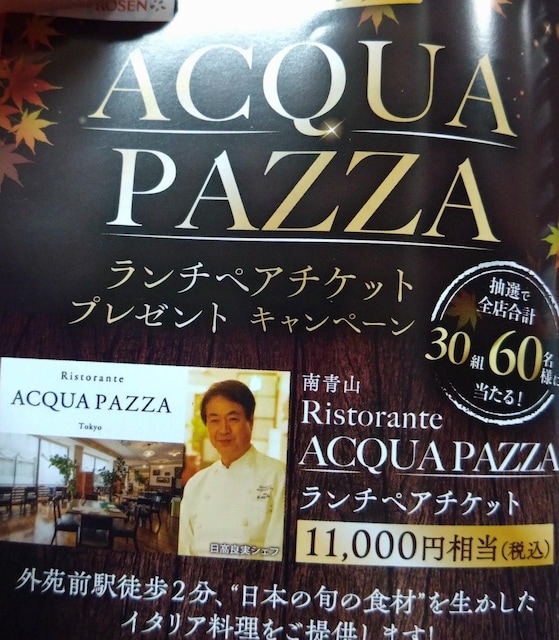 ROSEN
ACQUA
PAZZA
ランチペアチケット
プレゼント キャンペーン
抽選で
全店合計
30組60名
様に
当たる!
Ristorante
ACQUA PAZZA
Tokyo
日髙良実シェフ
南青山
Ristorante
ACQUA PAZZA
ランチペアチケット
11,000円相当(税込)
外苑前駅徒歩2分、“日本の旬の食材”を生かした
イタリア料理をご提供します!